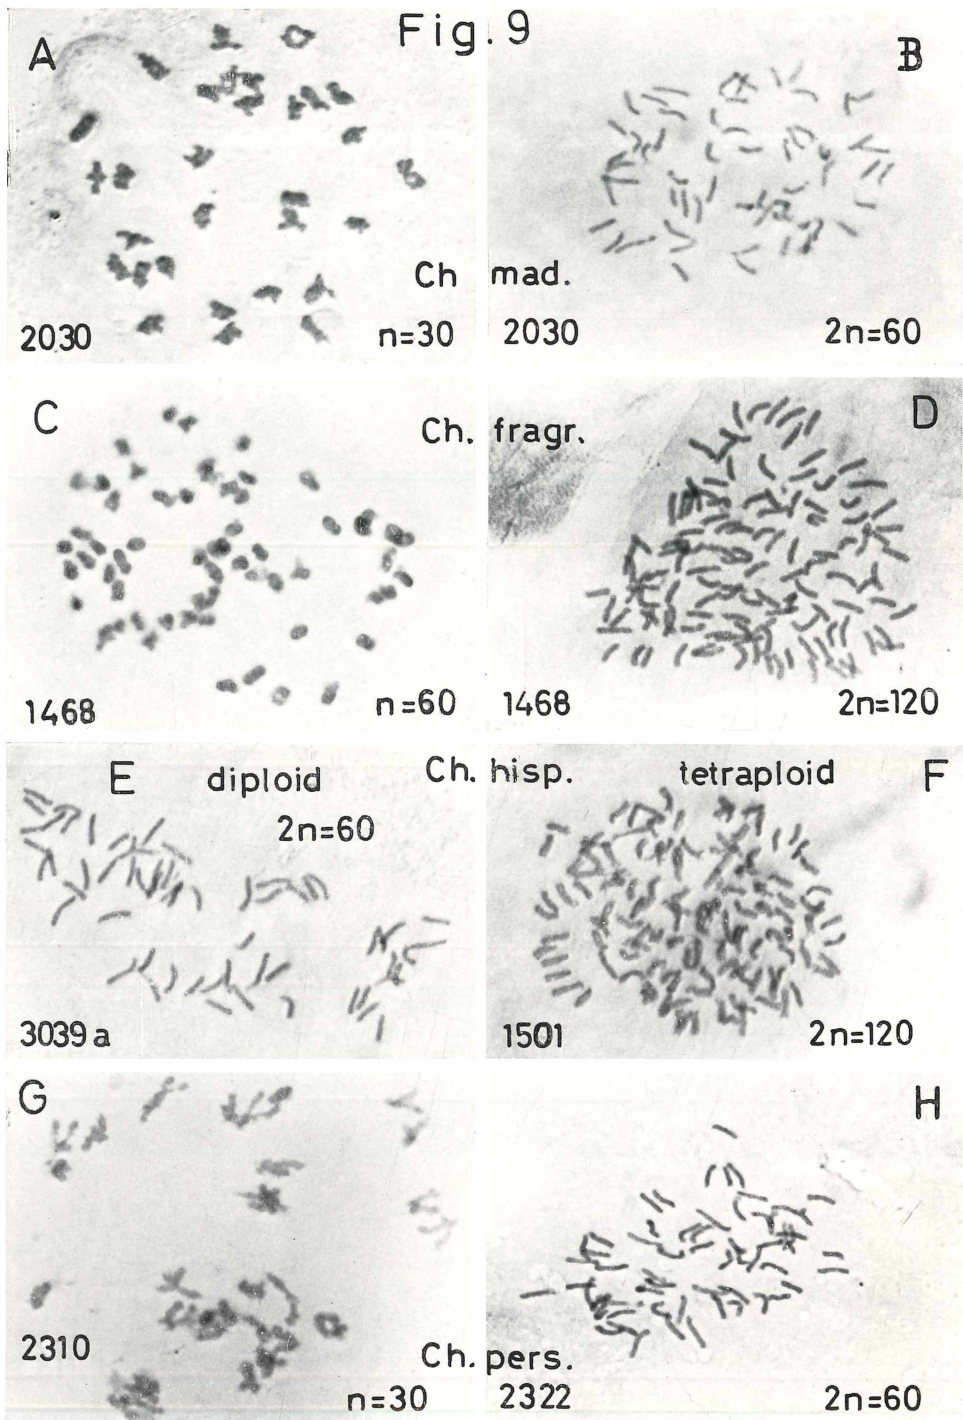 Fig. 9
A
B
Ch mad.
2030
n=30
2030
2n=60
C
Ch. fragr.
D
1468
n=60
1468
2n=120
E
diploid
Ch. hisp.
tetraploid
F
2n=60
3039a
1501
2n=120
G
H
2310
Ch. pers.
n=30
2322
2n=60